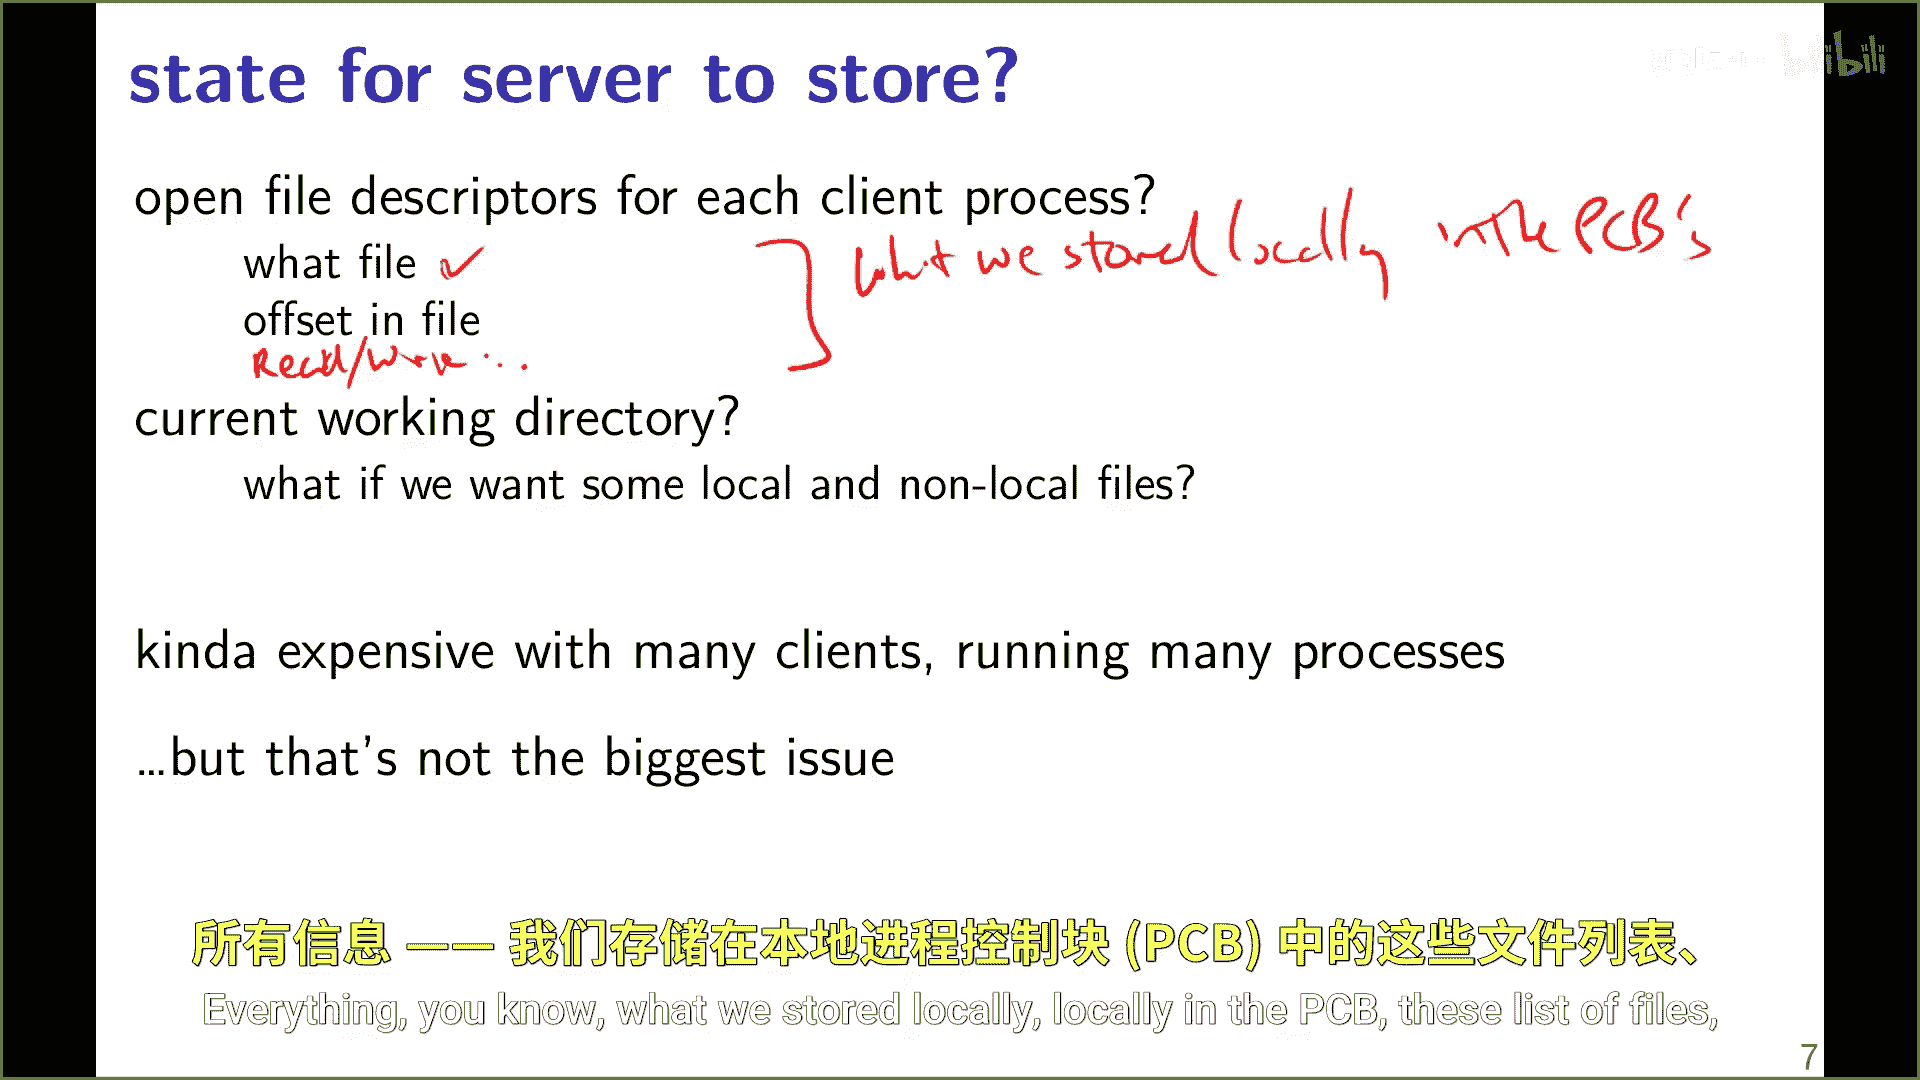 state for server to store?
bilibili
open file descriptors for each client process?
what file ✓
what we stored locally in the PCB's
offset in file
Read/Write ...
current working directory?
what if we want some local and non-local files?
kinda expensive with many clients, running many processes
…but that's not the biggest issue
所有信息 —— 我们存储在本地进程控制块 (PCB) 中的这些文件列表、
Everything, you know, what we stored locally, locally in the PCB, these list of files,
7